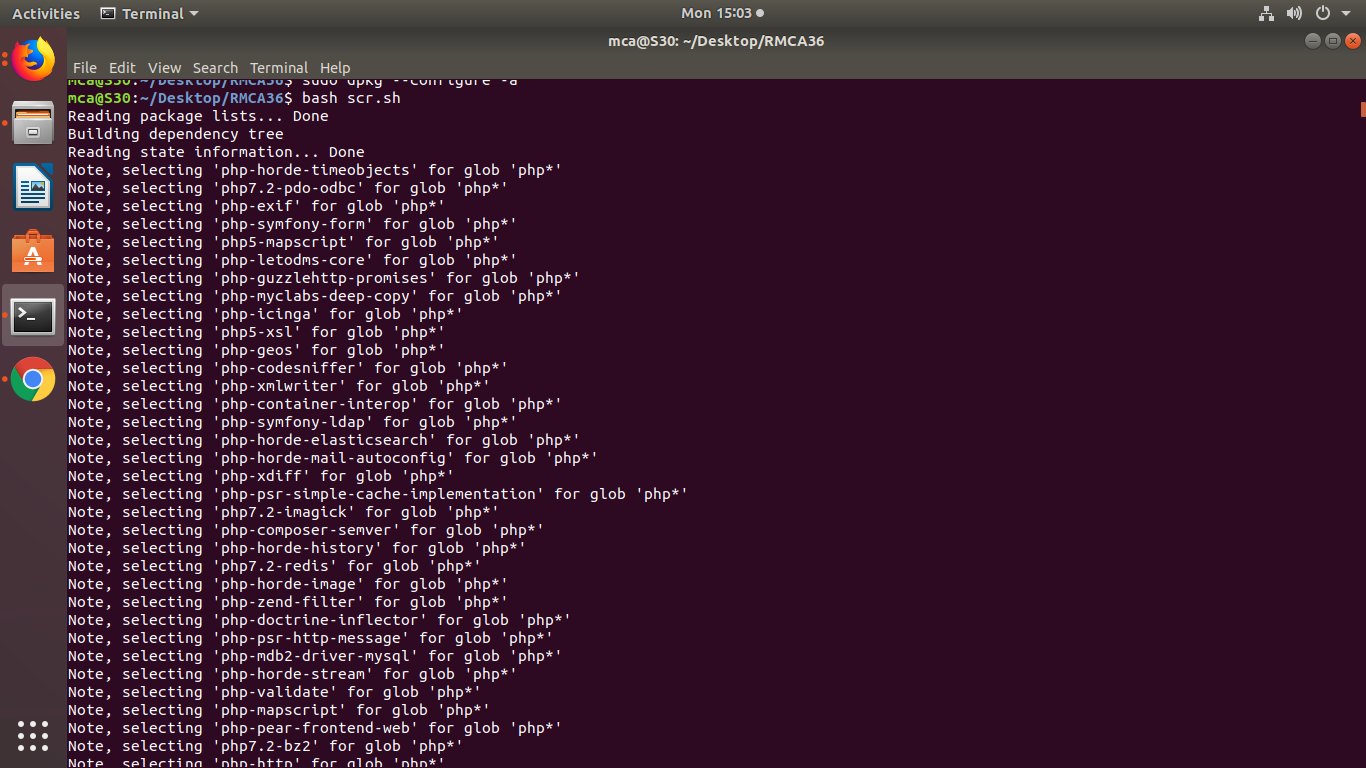 Activities Terminal Mon 15:03
mca@S30: ~/Desktop/RMCA36
File Edit View Search Terminal Help
mca@S30:~/Desktop/RMCA36$ sudo dpkg --configure -a
mca@S30:~/Desktop/RMCA36$ bash scr.sh
Reading package lists... Done
Building dependency tree
Reading state information... Done
Note, selecting 'php-horde-timeobjects' for glob 'php*'
Note, selecting 'php7.2-pdo-odbc' for glob 'php*'
Note, selecting 'php-exif' for glob 'php*'
Note, selecting 'php-symfony-form' for glob 'php*'
Note, selecting 'php5-mapscript' for glob 'php*'
Note, selecting 'php-letodms-core' for glob 'php*'
Note, selecting 'php-guzzlehttp-promises' for glob 'php*'
Note, selecting 'php-myclabs-deep-copy' for glob 'php*'
Note, selecting 'php-icinga' for glob 'php*'
Note, selecting 'php5-xsl' for glob 'php*'
Note, selecting 'php-geos' for glob 'php*'
Note, selecting 'php-codesniffer' for glob 'php*'
Note, selecting 'php-xmlwriter' for glob 'php*'
Note, selecting 'php-container-interop' for glob 'php*'
Note, selecting 'php-symfony-ldap' for glob 'php*'
Note, selecting 'php-horde-elasticsearch' for glob 'php*'
Note, selecting 'php-horde-mail-autoconfig' for glob 'php*'
Note, selecting 'php-xdiff' for glob 'php*'
Note, selecting 'php-psr-simple-cache-implementation' for glob 'php*'
Note, selecting 'php7.2-imagick' for glob 'php*'
Note, selecting 'php-composer-semver' for glob 'php*'
Note, selecting 'php-horde-history' for glob 'php*'
Note, selecting 'php7.2-redis' for glob 'php*'
Note, selecting 'php-horde-image' for glob 'php*'
Note, selecting 'php-zend-filter' for glob 'php*'
Note, selecting 'php-doctrine-inflector' for glob 'php*'
Note, selecting 'php-psr-http-message' for glob 'php*'
Note, selecting 'php-mdb2-driver-mysql' for glob 'php*'
Note, selecting 'php-horde-stream' for glob 'php*'
Note, selecting 'php-validate' for glob 'php*'
Note, selecting 'php-mapscript' for glob 'php*'
Note, selecting 'php-pear-frontend-web' for glob 'php*'
Note, selecting 'php7.2-bz2' for glob 'php*'
Note, selecting 'php-http' for glob 'php*'